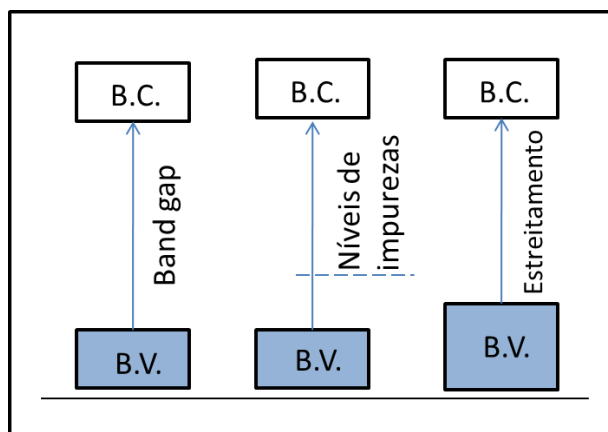 B.C.
B.C.
B.C.
Band gap
Níveis de
impurezas
Estreitamento
B.V.
B.V.
B.V.